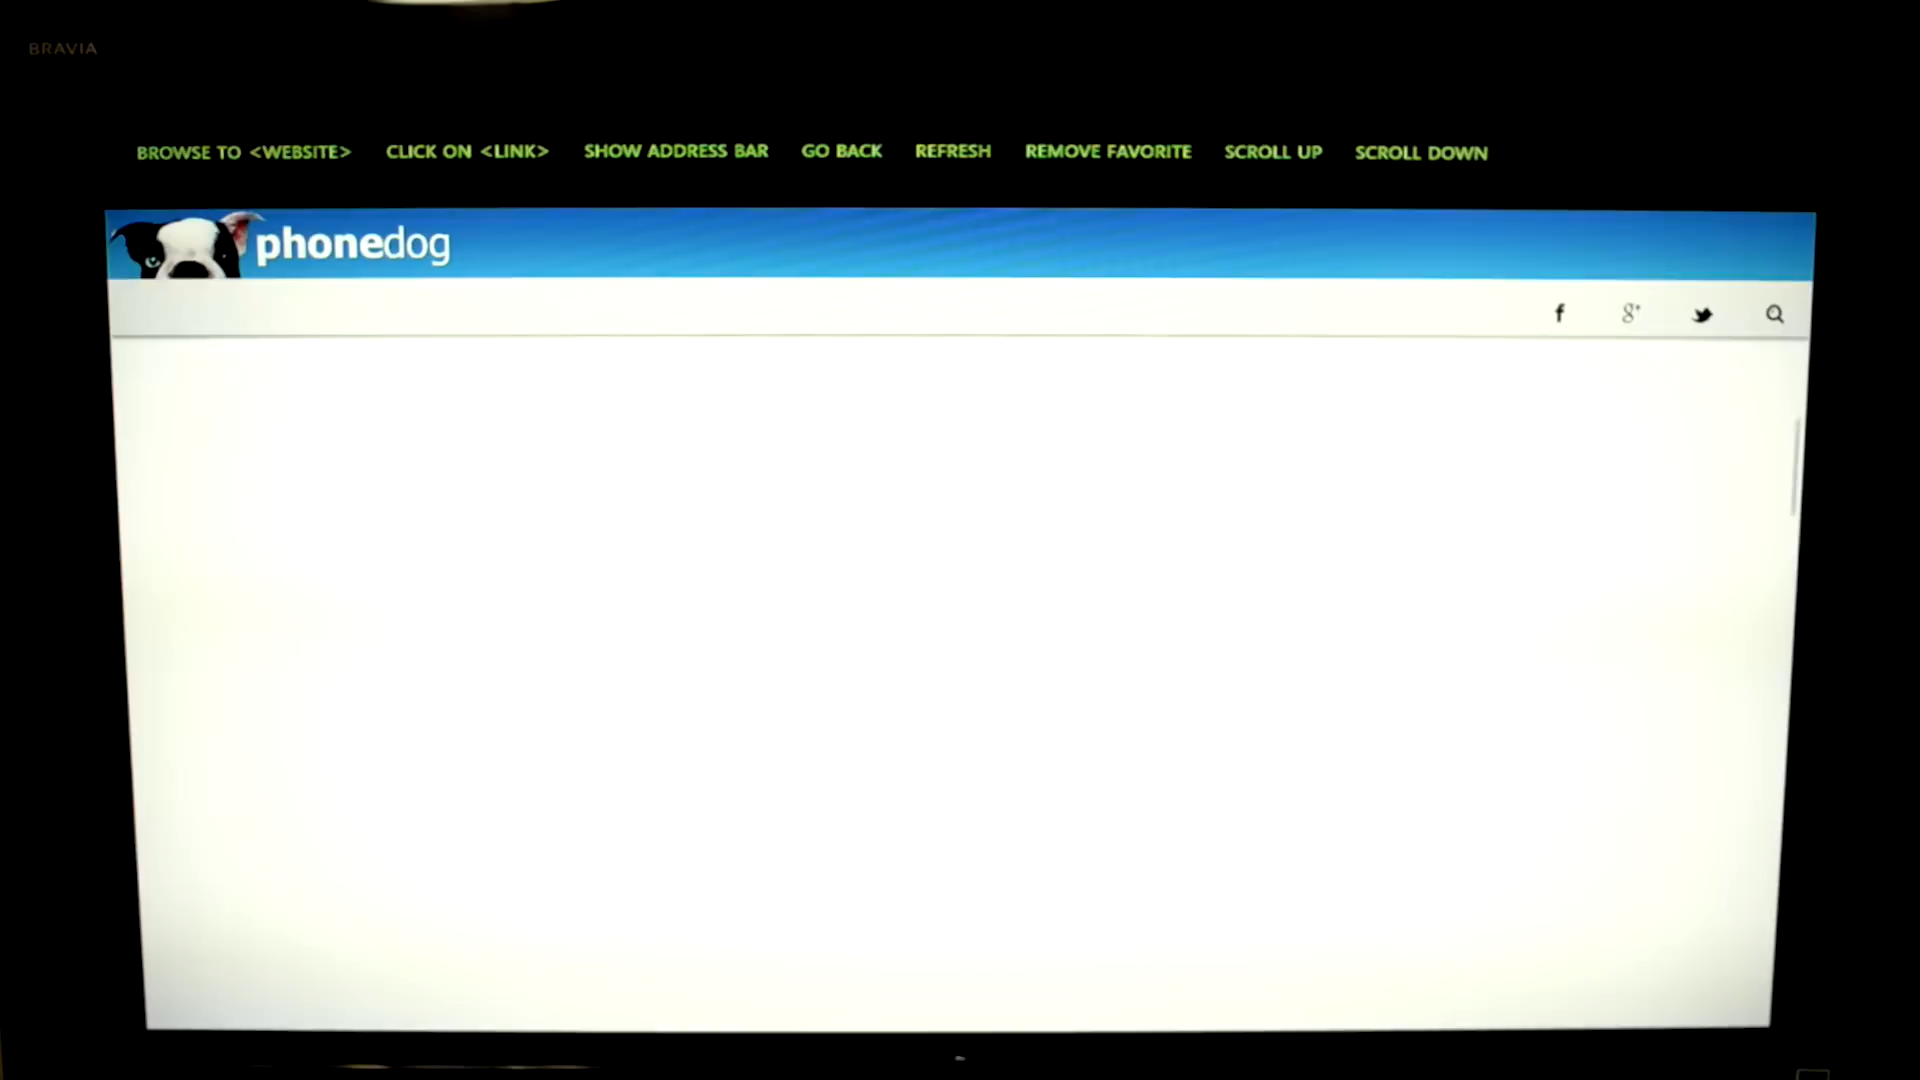 BRAVIA
BROWSE TO <WEBSITE> CLICK ON <LINK> SHOW ADDRESS BAR GO BACK REFRESH REMOVE FAVORITE SCROLL UP SCROLL DOWN
phonedog
f g+